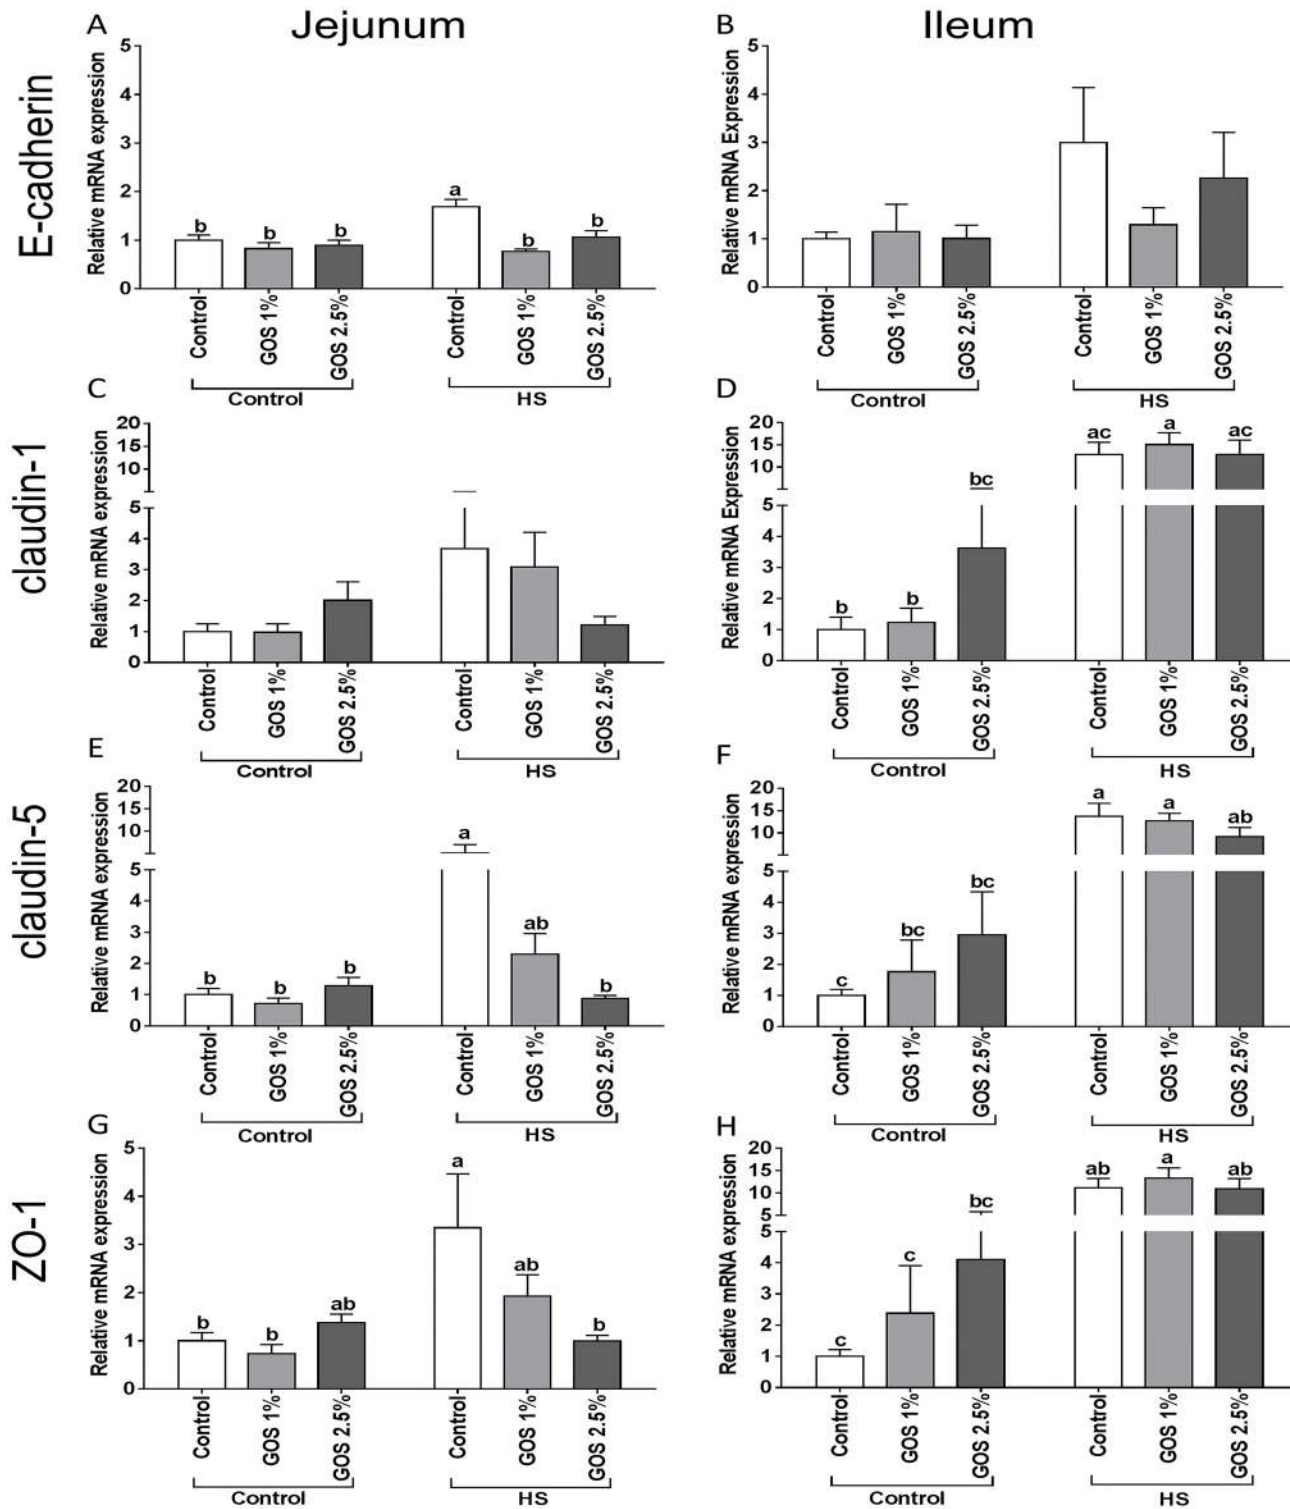 Jejunum
Ileum
E-cadherin
A
Relative mRNA expression
5
4
3
2
1
0
b
b
b
a
b
b
Control
GOS 1%
GOS 2.5%
Control
GOS 1%
GOS 2.5%
Control
HS
B
Relative mRNA Expression
5
4
3
2
1
0
Control
GOS 1%
GOS 2.5%
Control
GOS 1%
GOS 2.5%
Control
HS
claudin-1
C
Relative mRNA expression
20
15
10
5
4
3
2
1
0
Control
GOS 1%
GOS 2.5%
Control
GOS 1%
GOS 2.5%
Control
HS
D
Relative mRNA Expression
20
15
10
5
4
3
2
1
0
b
b
bc
ac
a
ac
Control
GOS 1%
GOS 2.5%
Control
GOS 1%
GOS 2.5%
Control
HS
claudin-5
E
Relative mRNA expression
20
15
10
5
4
3
2
1
0
b
b
b
a
ab
b
Control
GOS 1%
GOS 2.5%
Control
GOS 1%
GOS 2.5%
Control
HS
F
Relative mRNA expression
20
15
10
5
4
3
2
1
0
c
bc
bc
a
a
ab
Control
GOS 1%
GOS 2.5%
Control
GOS 1%
GOS 2.5%
Control
HS
ZO-1
G
Relative mRNA expression
5
4
3
2
1
0
b
b
ab
a
ab
b
Control
GOS 1%
GOS 2.5%
Control
GOS 1%
GOS 2.5%
Control
HS
H
Relative mRNA expression
20
15
10
5
5
4
3
2
1
0
c
c
bc
ab
a
ab
Control
GOS 1%
GOS 2.5%
Control
GOS 1%
GOS 2.5%
Control
HS